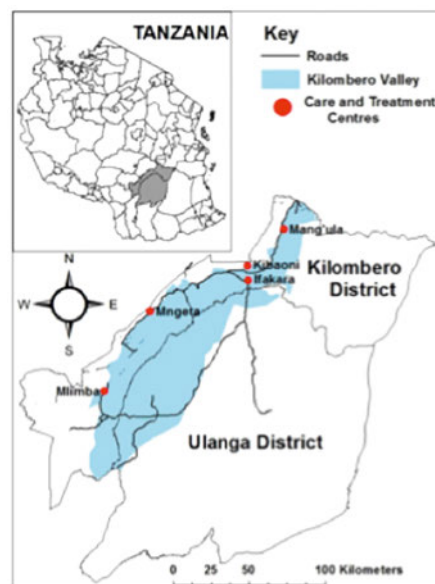 TANZANIA
Key
Roads
Kilombero Valley
Care and Treatment
Centres
Mang'ula
Kibaoni
Ifakara
Kilombero
District
Mngeta
N
W
E
S
Mlimba
Ulanga District
0 25 50 100 Kilometers